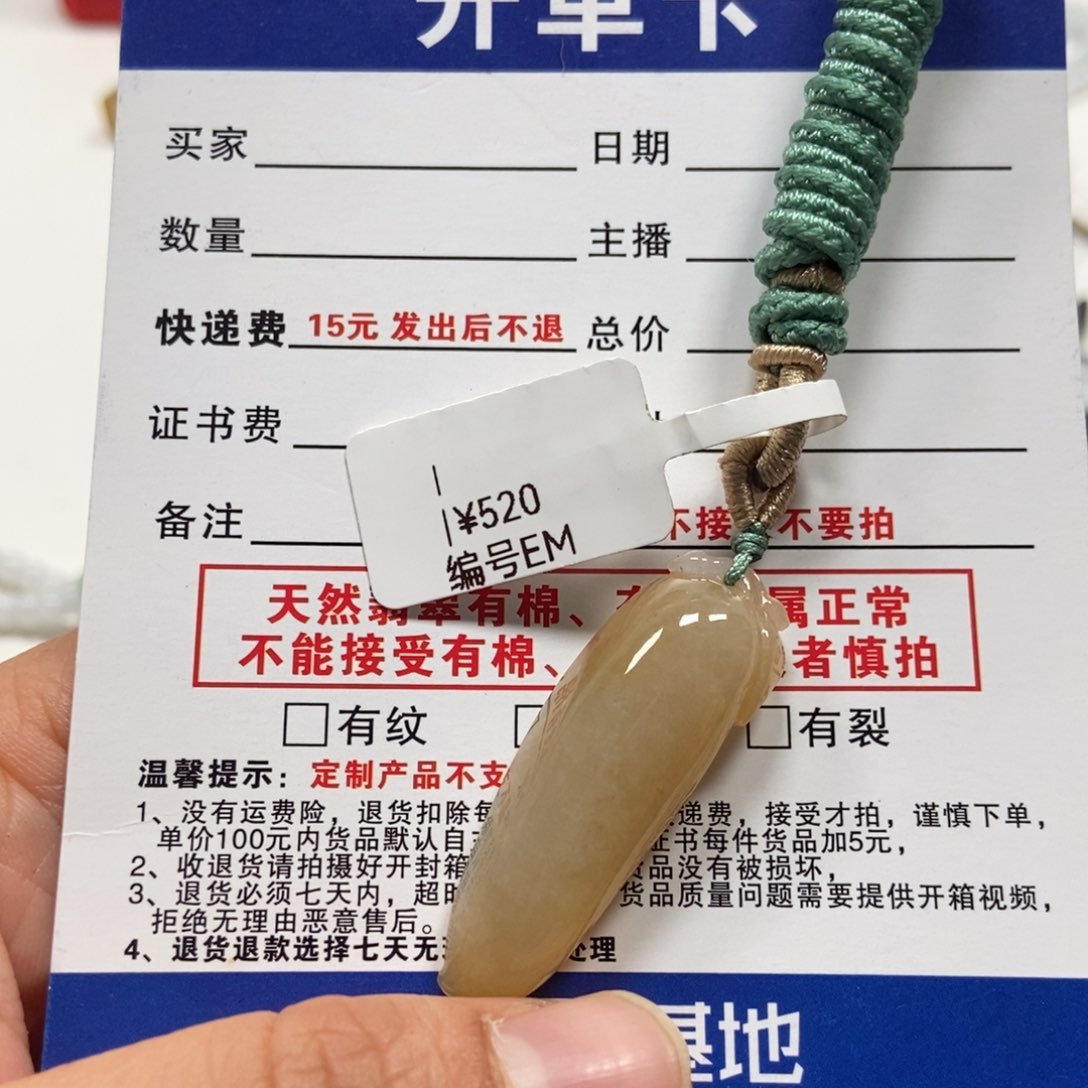 开单卡
买家 日期
数量 主播
快递费 15元 发出后不退 总价
证书费
¥520
编号EM
备注 不接 不要拍
天然翡翠有棉、 属正常
不能接受有棉、 者慎拍
有纹 有裂
温馨提示：定制产品不支
1、没有运费险，退货扣除每 递费，接受才拍，谨慎下单，
单价100元内货品默认自 证书每件货品加5元，
2、收退货请拍摄好开封箱 品没有被损坏，
3、退货必须七天内，超时 货品质量问题需要提供开箱视频，
拒绝无理由恶意售后。
4、退货退款选择七天无 处理
基地